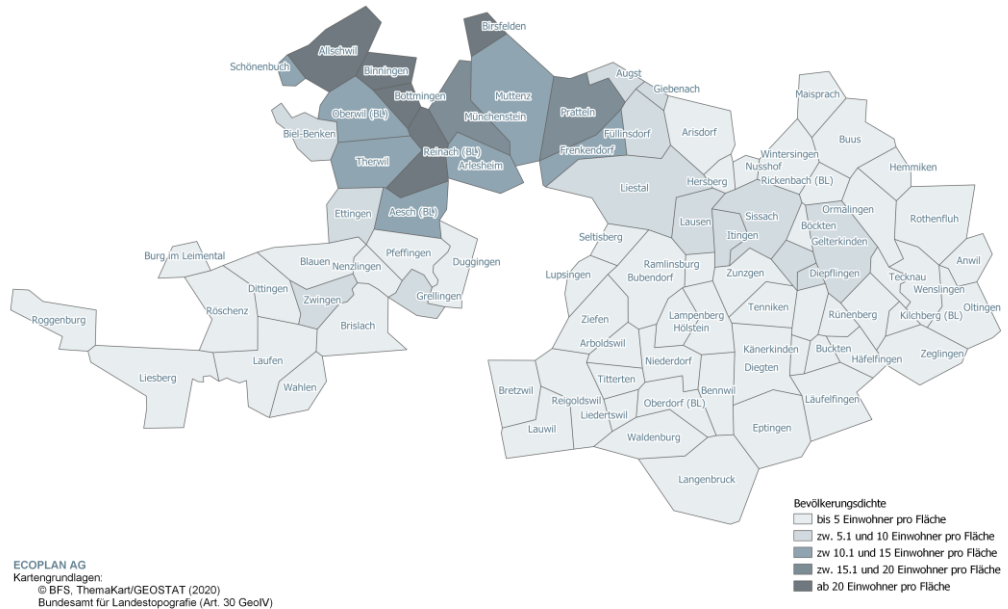 Birsfelden
Allschwil
Schönenbuch
Binningen
Augst
Bottmingen
Muttenz
Giebenach
Maisprach
Oberwil (BL)
Münchenstein
Pratteln
Biel-Benken
Füllinsdorf
Arisdorf
Buus
Reinach (BL)
Frenkendorf
Wintersingen
Therwil
Arlesheim
Nusshof
Hemmiken
Hersberg
Rickenbach (BL)
Liestal
Ettingen
Aesch (BL)
Lausen
Sissach
Ormalingen
Rothenfluh
Böckten
Seltisberg
Itingen
Gelterkinden
Burg im Leimental
Pfeffingen
Blauen
Nenzlingen
Duggingen
Ramlinsburg
Anwil
Lupsingen
Bubendorf
Zunzgen
Diepflingen
Tecknau
Dittingen
Zwingen
Grellingen
Wenslingen
Röschenz
Tenniken
Oltingen
Roggenburg
Brislach
Ziefen
Lampenberg
Rünenberg
Kilchberg (BL)
Hölstein
Arboldswil
Känerkinden
Buckten
Zeglingen
Laufen
Niederdorf
Häfelfingen
Liesberg
Diegten
Titterten
Wahlen
Bretzwil
Reigoldswil
Bennwil
Läufelfingen
Oberdorf (BL)
Liedertswil
Lauwil
Eptingen
Waldenburg
Langenbruck
Bevölkerungsdichte
bis 5 Einwohner pro Fläche
zw. 5.1 und 10 Einwohner pro Fläche
zw 10.1 und 15 Einwohner pro Fläche
zw. 15.1 und 20 Einwohner pro Fläche
ab 20 Einwohner pro Fläche
ECOPLAN AG
Kartengrundlagen:
© BFS, ThemaKart/GEOSTAT (2020)
Bundesamt für Landestopografie (Art. 30 GeoIV)